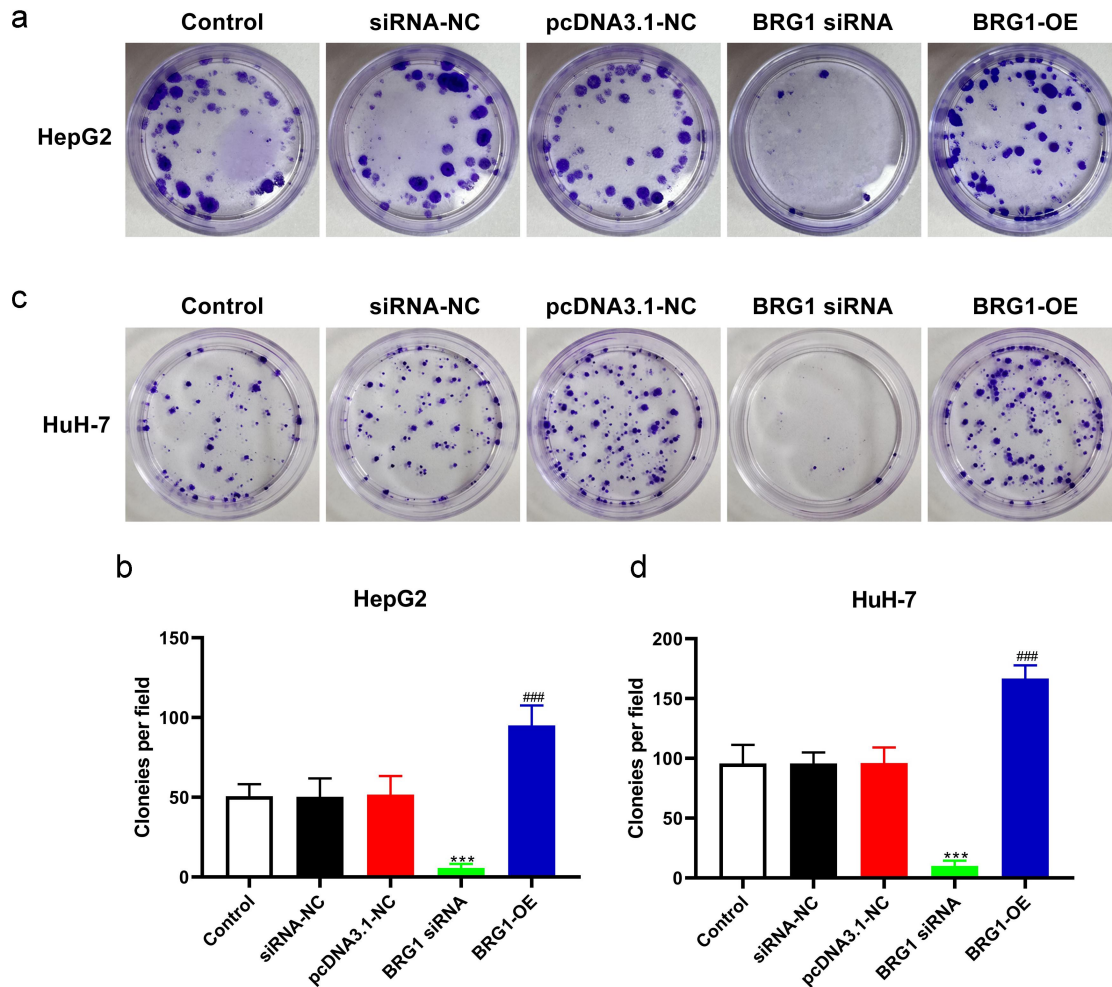 a
Control siRNA-NC pcDNA3.1-NC BRG1 siRNA BRG1-OE
HepG2
c
Control siRNA-NC pcDNA3.1-NC BRG1 siRNA BRG1-OE
HuH-7
b
HepG2
Cloneies per field
150
100
50
0
***
###
Control
siRNA-NC
pcDNA3.1-NC
BRG1 siRNA
BRG1-OE
d
HuH-7
Cloneies per field
200
150
100
50
0
***
###
Control
siRNA-NC
pcDNA3.1-NC
BRG1 siRNA
BRG1-OE